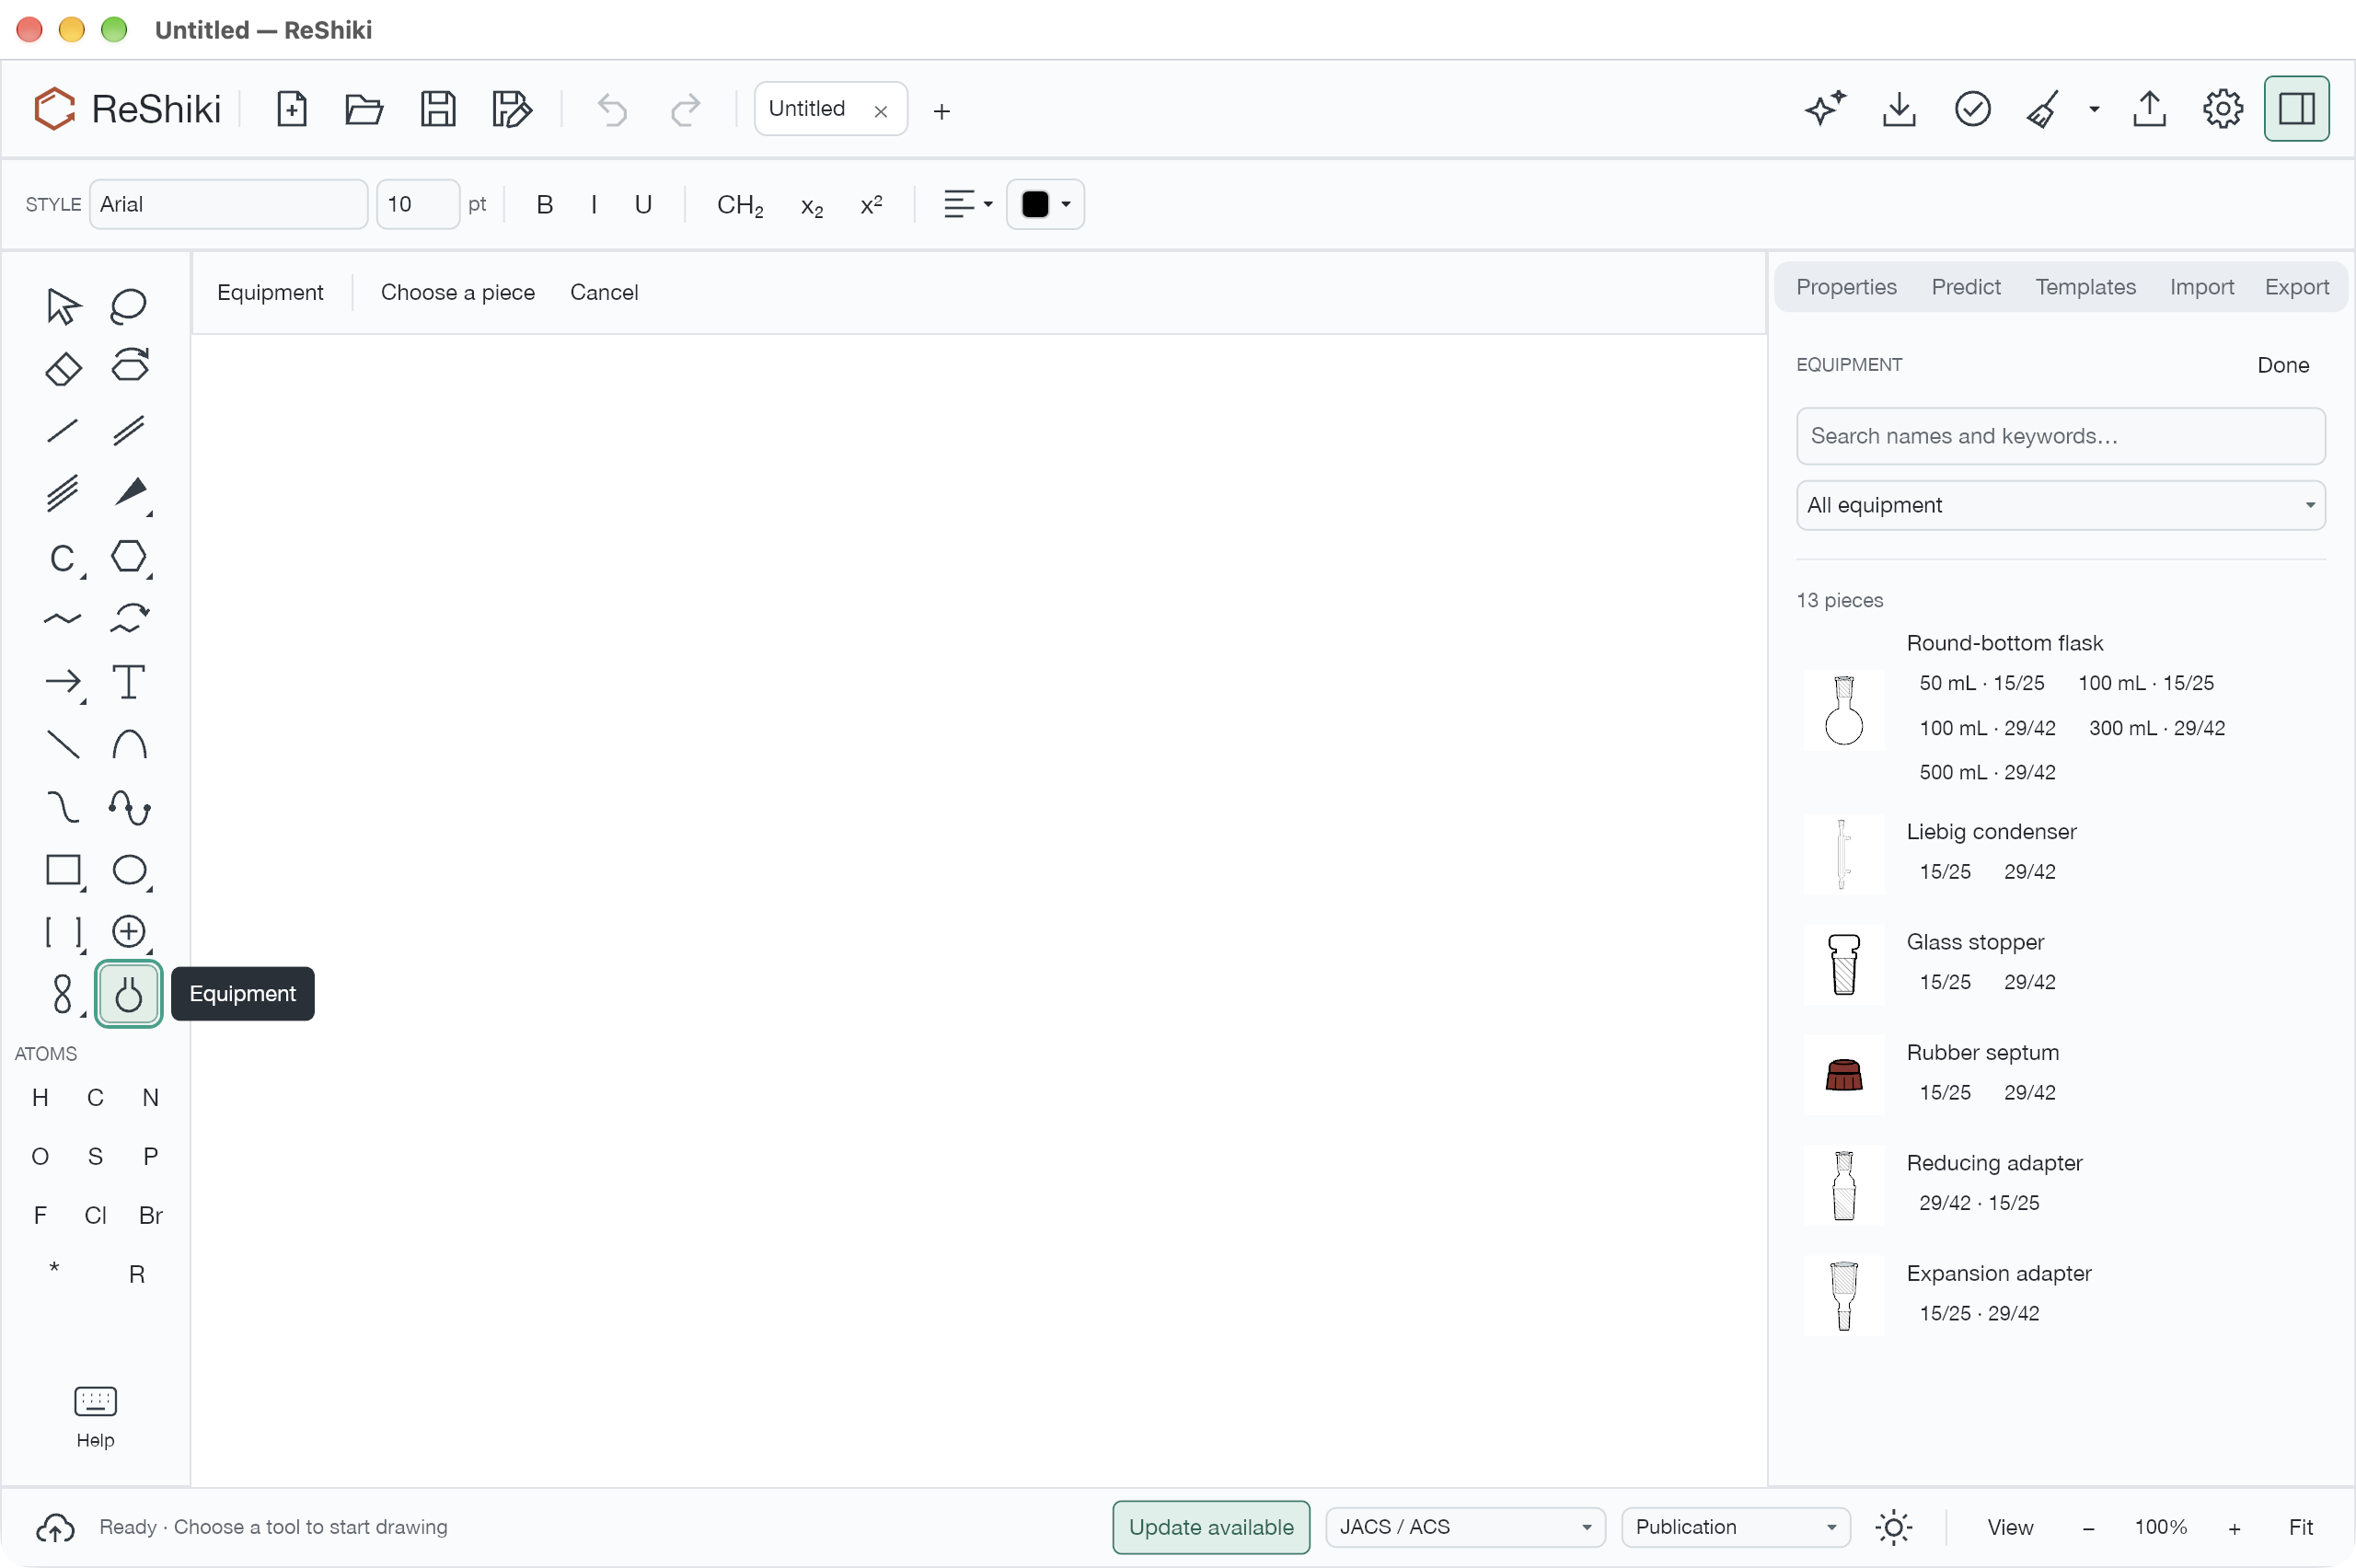 Untitled — ReShiki
ReShiki
Untitled × +
STYLE Arial 10 pt B I U CH₂ x₂ x²
Equipment Choose a piece Cancel
Properties Predict Templates Import Export
EQUIPMENT Done
Search names and keywords...
All equipment
13 pieces
Round-bottom flask
50 mL · 15/25 100 mL · 15/25
100 mL · 29/42 300 mL · 29/42
500 mL · 29/42
Liebig condenser
15/25 29/42
Glass stopper
15/25 29/42
Rubber septum
15/25 29/42
Reducing adapter
29/42 · 15/25
Expansion adapter
15/25 · 29/42
C
T
[ ]
Equipment
ATOMS
H C N
O S P
F Cl Br
* R
Help
Ready · Choose a tool to start drawing
Update available JACS / ACS Publication View – 100% + Fit